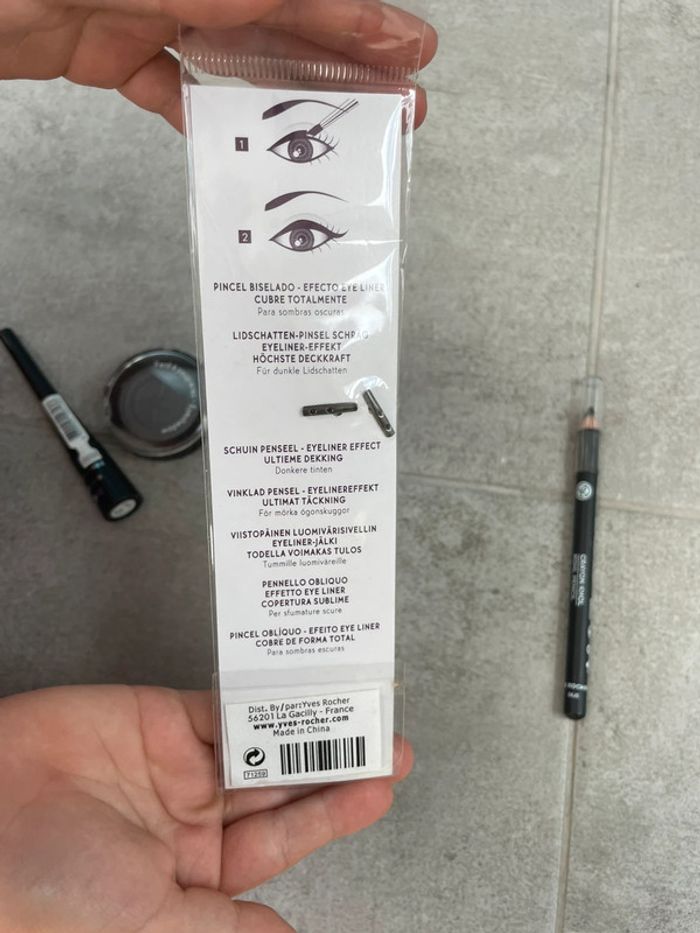 1
2
PINCEL BISELADO - EFECTO EYE LINER
CUBRE TOTALMENTE
Para sombras oscuras
LIDSCHATTEN-PINSEL SCHRÄG
EYELINER-EFFEKT
HÖCHSTE DECKKRAFT
Für dunkle Lidschatten
SCHUIN PENSEEL - EYELINER EFFECT
ULTIEME DEKKING
Donkere tinten
VINKLAD PENSEL - EYELINEREFFEKT
ULTIMAT TÄCKNING
För mörka ögonskuggor
VIISTOPÄINEN LUOMIVÄRISIVELLIN
EYELINER-JÄLKI
TODELLA VOIMAKAS TULOS
Tummille luomiväreille
PENNELLO OBLIQUO
EFFETTO EYE LINER
COPERTURA SUBLIME
Per sfumature scure
PINCEL OBLÍQUO - EFEITO EYE LINER
COBRE DE FORMA TOTAL
Para sombras escuras
Dist. By/par:Yves Rocher
56201 La Gacilly - France
www.yves-rocher.com
Made in China
71259
CRAYON KHOL